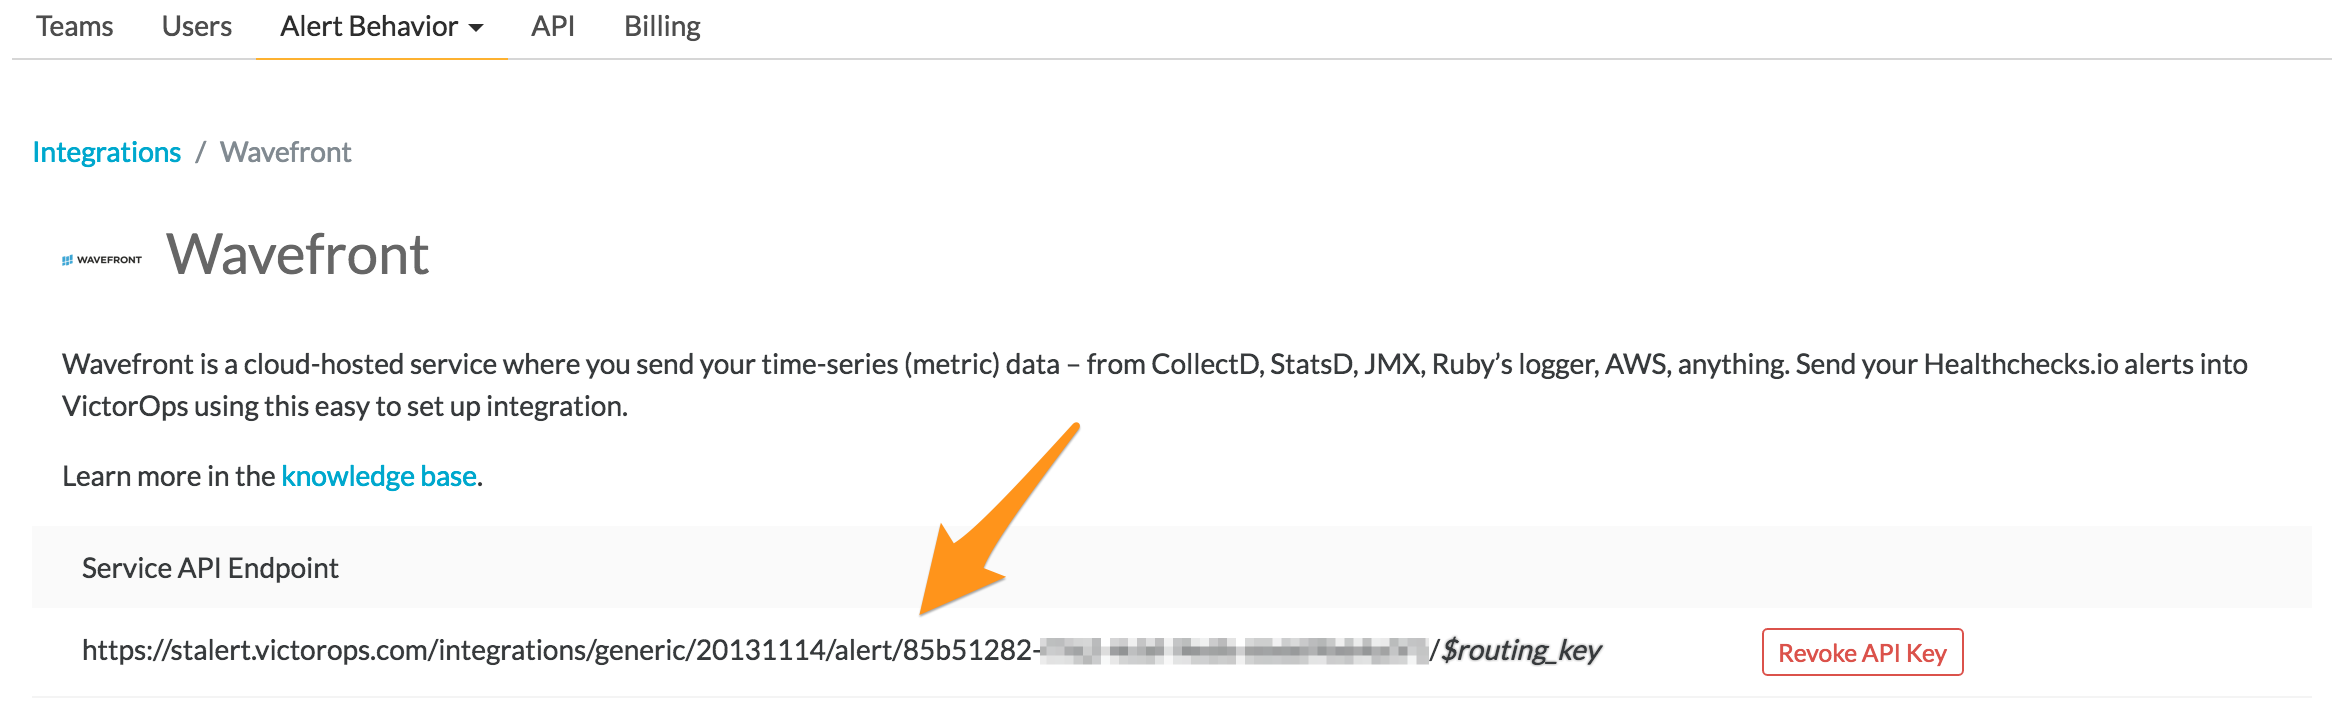 Teams Users Alert Behavior API Billing
Integrations / Wavefront
WAVEFRONT Wavefront
Wavefront is a cloud-hosted service where you send your time-series (metric) data – from CollectD, StatsD, JMX, Ruby’s logger, AWS, anything. Send your Healthchecks.io alerts into
VictorOps using this easy to set up integration.
Learn more in the knowledge base.
Service API Endpoint
https://stalert.victorops.com/integrations/generic/20131114/alert/85b51282- /$routing_key Revoke API Key